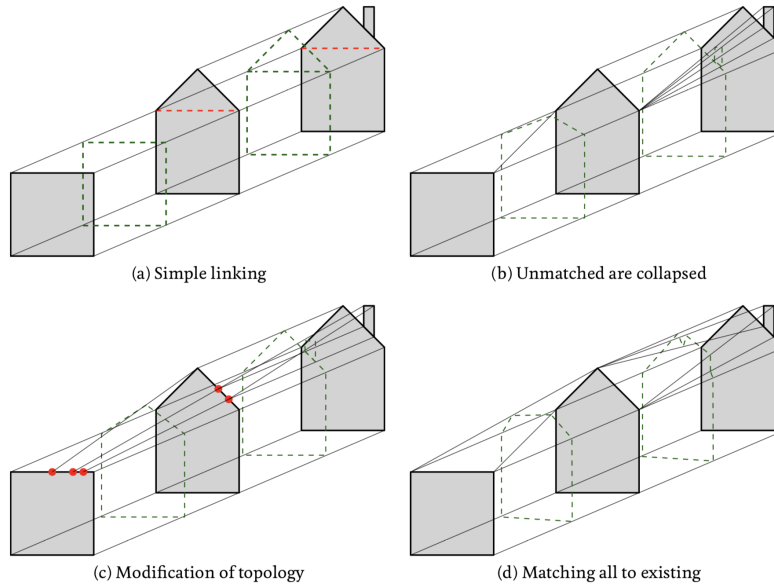 (a) Simple linking
(b) Unmatched are collapsed
(c) Modification of topology
(d) Matching all to existing